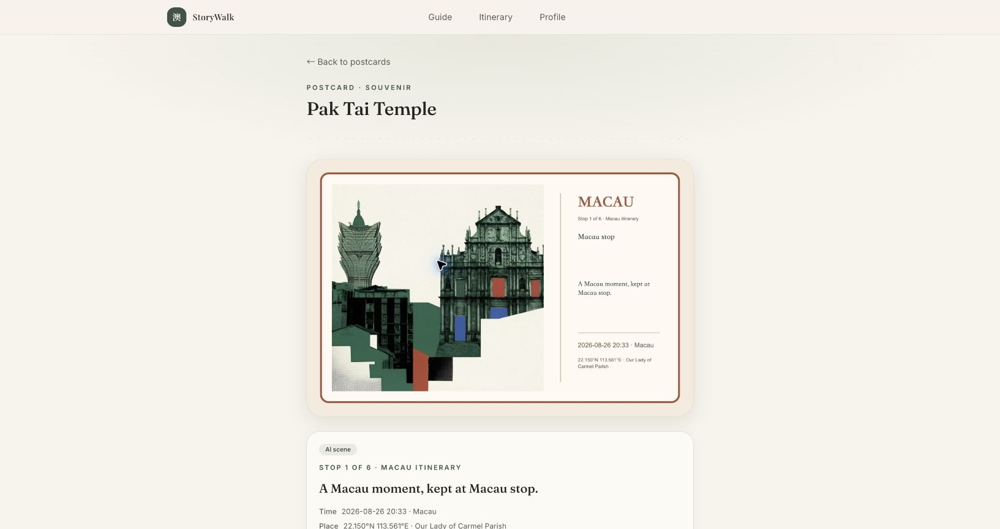 澳 StoryWalk
Guide Itinerary Profile
← Back to postcards
POSTCARD · SOUVENIR
Pak Tai Temple
MACAU
Stop 1 of 6 · Macau itinerary
Macau stop
A Macau moment, kept at
Macau stop.
2026-08-26 20:33 · Macau
22.150°N 113.561°E · Our Lady of
Carmel Parish
AI scene
STOP 1 OF 6 · MACAU ITINERARY
A Macau moment, kept at Macau stop.
Time 2026-08-26 20:33 · Macau
Place 22.150°N 113.561°E · Our Lady of Carmel Parish